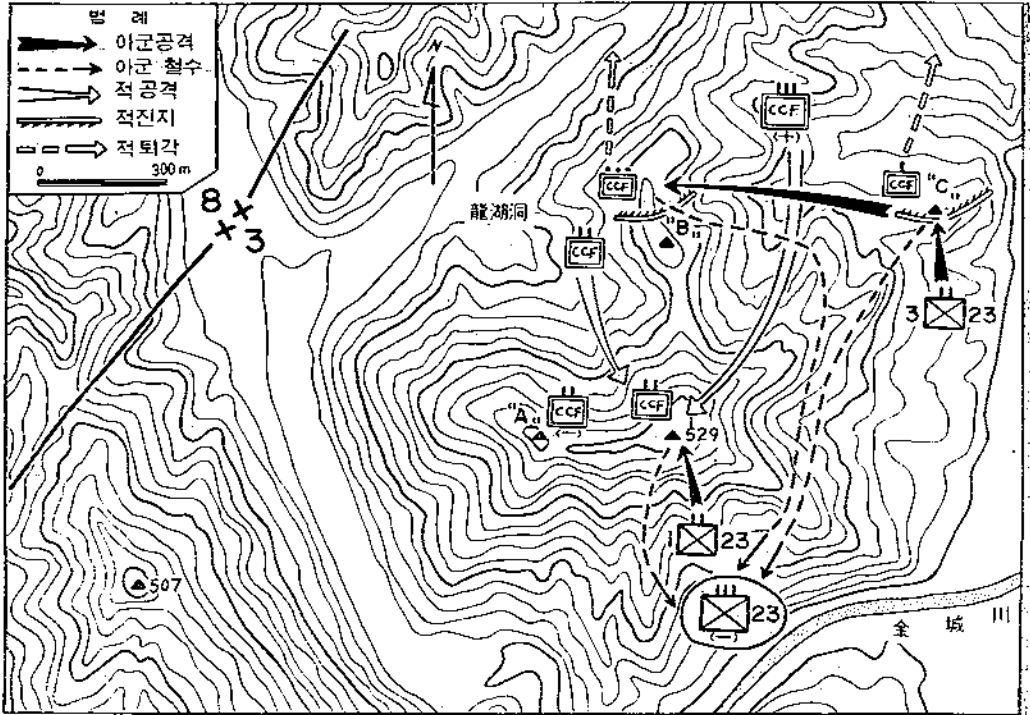 범 례
아군공격
아군 철수
적공격
적진지
적퇴각
0 300m
N
8
3
龍湖洞
CCF
CCF
"C"
CCF
"B"
CCF
3 23
"A"
CCF
CCF
529
1 23
507
23
金 城 川